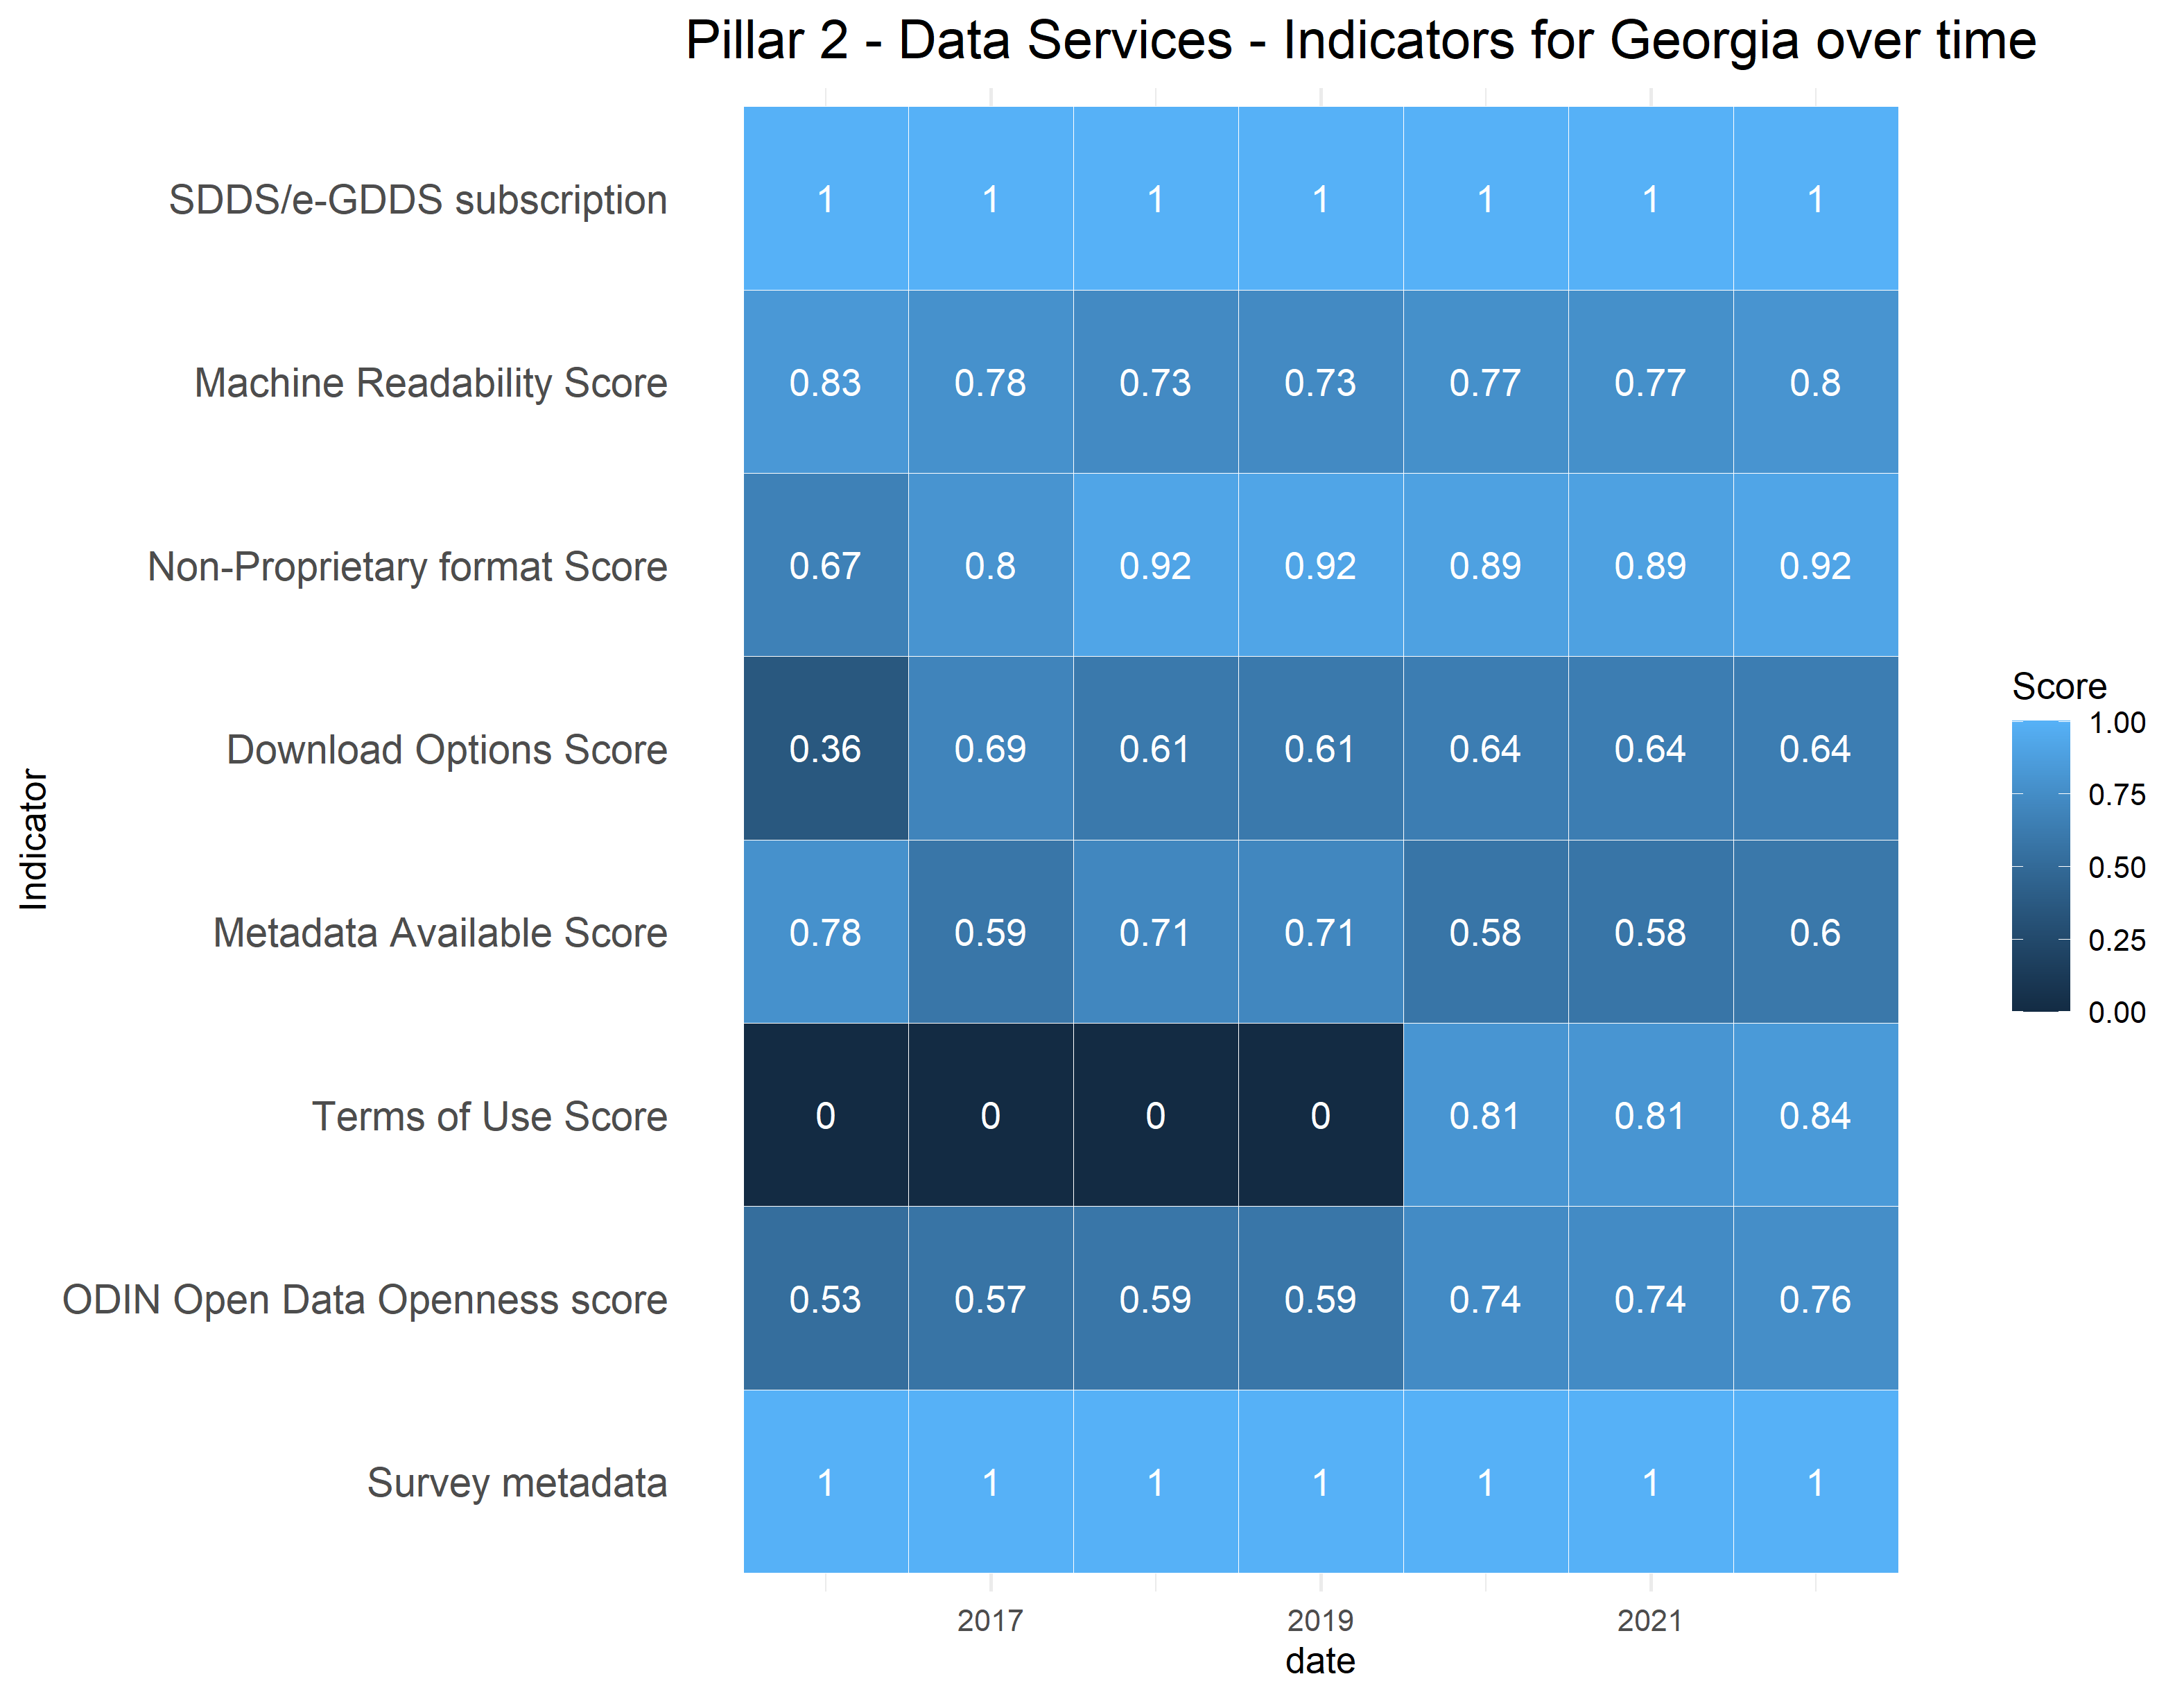 Pillar 2 - Data Services - Indicators for Georgia over time
Indicator
SDDS/e-GDDS subscription 1 1 1 1 1 1 1
Machine Readability Score 0.83 0.78 0.73 0.73 0.77 0.77 0.8
Non-Proprietary format Score 0.67 0.8 0.92 0.92 0.89 0.89 0.92
Download Options Score 0.36 0.69 0.61 0.61 0.64 0.64 0.64
Metadata Available Score 0.78 0.59 0.71 0.71 0.58 0.58 0.6
Terms of Use Score 0 0 0 0 0.81 0.81 0.84
ODIN Open Data Openness score 0.53 0.57 0.59 0.59 0.74 0.74 0.76
Survey metadata 1 1 1 1 1 1 1
2017 2019 2021
date
Score
1.00
0.75
0.50
0.25
0.00